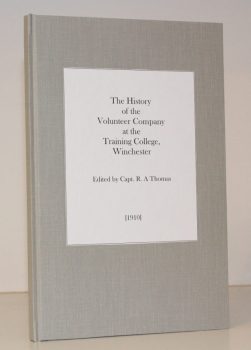 The History
of the
Volunteer Company
at the
Training College,
Winchester
Edited by Capt. R. A Thomas
[1910]